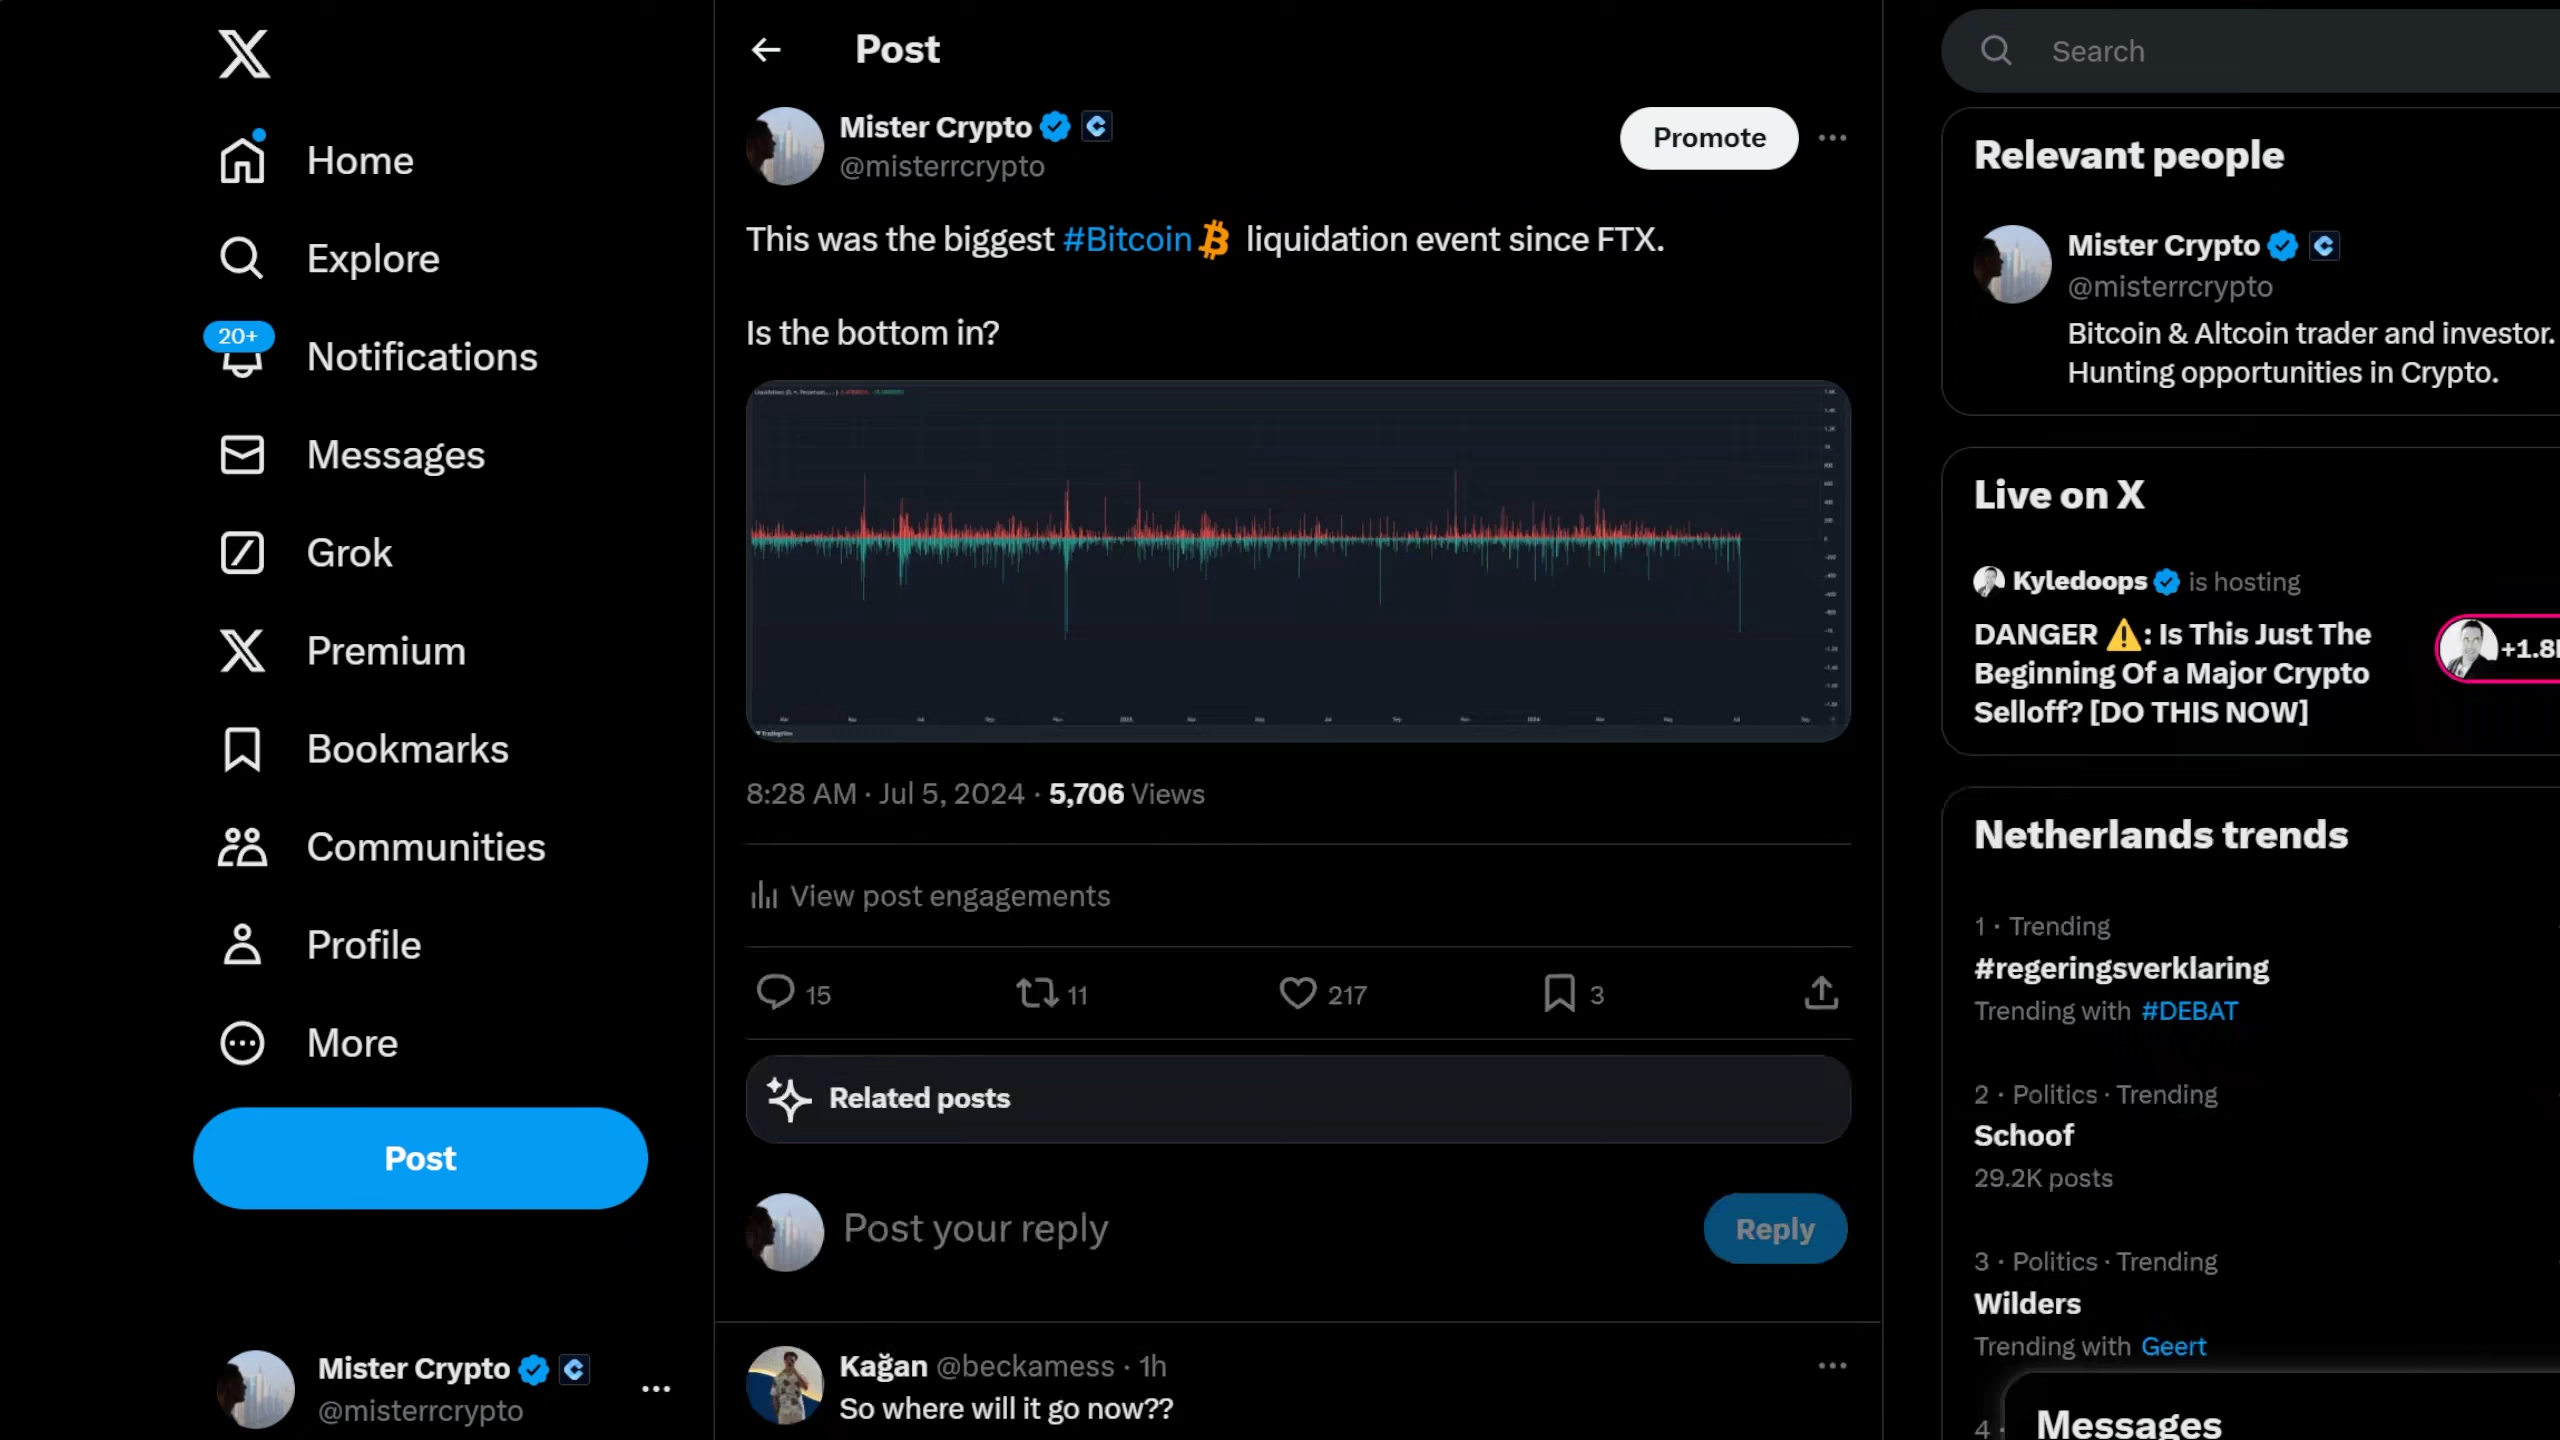 Home
Explore
20+
Notifications
Messages
Grok
Premium
Bookmarks
Communities
Profile
More
Post
Mister Crypto
@misterrcrypto
Post
Mister Crypto
@misterrcrypto
Promote
This was the biggest #Bitcoin liquidation event since FTX.
Is the bottom in?
TradingView
8:28 AM · Jul 5, 2024 · 5,706 Views
View post engagements
15
11
217
3
Related posts
Post your reply
Reply
Kağan @beckamess · 1h
So where will it go now??
Search
Relevant people
Mister Crypto
@misterrcrypto
Bitcoin & Altcoin trader and investor.
Hunting opportunities in Crypto.
Live on X
Kyledoops is hosting
DANGER ⚠️: Is This Just The
Beginning Of a Major Crypto
Selloff? [DO THIS NOW]
+1.8
Netherlands trends
1 · Trending
#regeringsverklaring
Trending with #DEBAT
2 · Politics · Trending
Schoof
29.2K posts
3 · Politics · Trending
Wilders
Trending with Geert
4 ·
Messages